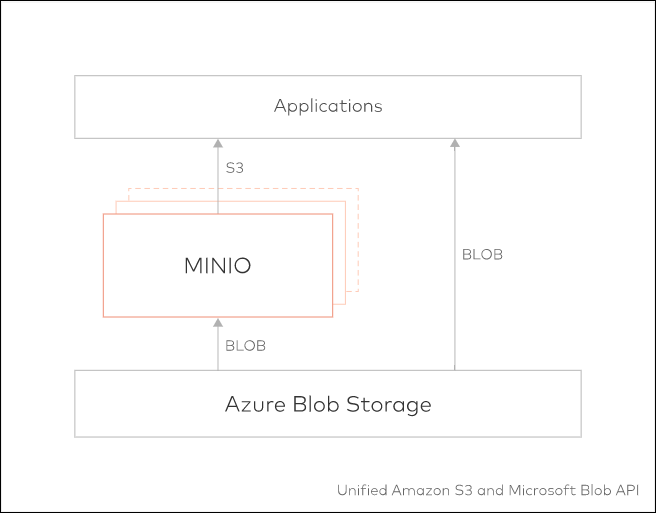 Applications
S3
MINIO
BLOB
BLOB
Azure Blob Storage
Unified Amazon S3 and Microsoft Blob API